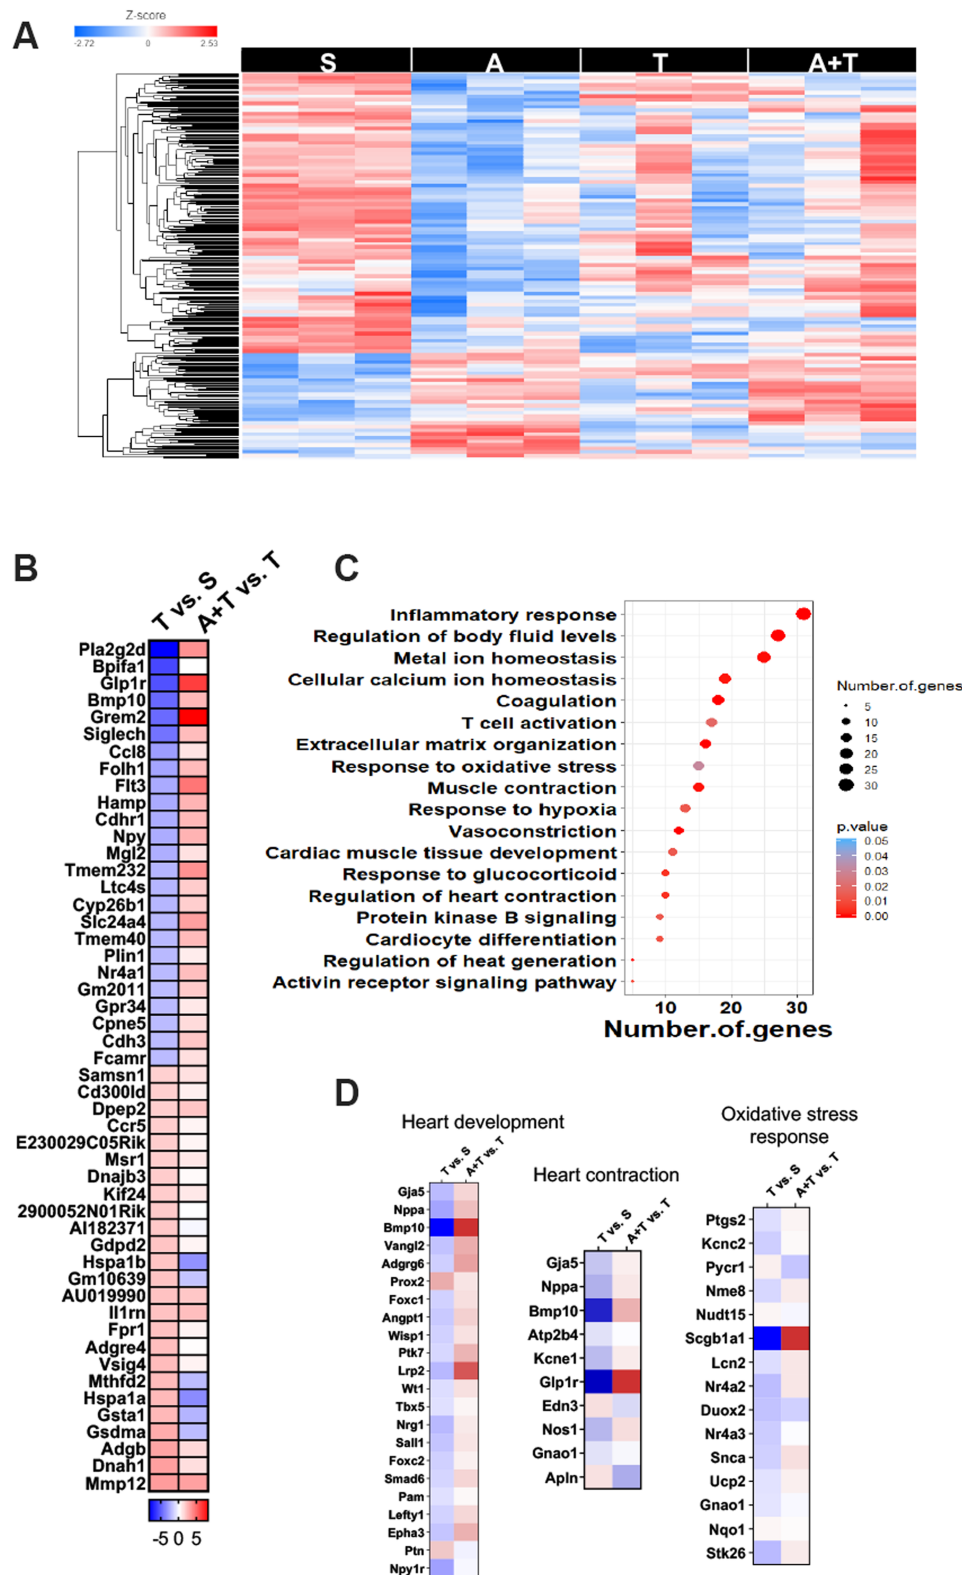 A
Z-score
-2.72 0 2.53
S A T A+T
B
T vs. S
A+T vs. T
Pla2g2d
Bpifa1
Glp1r
Bmp10
Grem2
Siglech
Ccl8
Folh1
Flt3
Hamp
Cdhr1
Npy
Mgl2
Tmem232
Ltc4s
Cyp26b1
Slc24a4
Tmem40
Plin1
Nr4a1
Gm2011
Gpr34
Cpne5
Cdh3
Fcamr
Samsn1
Cd300ld
Dpep2
Ccr5
E230029C05Rik
Msr1
Dnajb3
Kif24
2900052N01Rik
AI182371
Gdpd2
Hspa1b
Gm10639
AU019990
Il1rn
Fpr1
Adgre4
Vsig4
Mthfd2
Hspa1a
Gsta1
Gsdma
Adgb
Dnah1
Mmp12
-5 0 5
C
Inflammatory response
Regulation of body fluid levels
Metal ion homeostasis
Cellular calcium ion homeostasis
Coagulation
T cell activation
Extracellular matrix organization
Response to oxidative stress
Muscle contraction
Response to hypoxia
Vasoconstriction
Cardiac muscle tissue development
Response to glucocorticoid
Regulation of heart contraction
Protein kinase B signaling
Cardiocyte differentiation
Regulation of heat generation
Activin receptor signaling pathway
10 20 30
Number.of.genes
Number.of.genes
5
10
15
20
25
30
p.value
0.05
0.04
0.03
0.02
0.01
0.00
D
Heart development
T vs. S
A+T vs. T
Gja5
Nppa
Bmp10
Vangl2
Adgrg6
Prox2
Foxc1
Angpt1
Wisp1
Ptk7
Lrp2
Wt1
Tbx5
Nrg1
Sall1
Foxc2
Smad6
Pam
Lefty1
Epha3
Ptn
Npy1r
Heart contraction
T vs. S
A+T vs. T
Gja5
Nppa
Bmp10
Atp2b4
Kcne1
Glp1r
Edn3
Nos1
Gnao1
Apln
Oxidative stress
response
T vs. S
A+T vs. T
Ptgs2
Kcnc2
Pycr1
Nme8
Nudt15
Scgb1a1
Lcn2
Nr4a2
Duox2
Nr4a3
Snca
Ucp2
Gnao1
Nqo1
Stk26